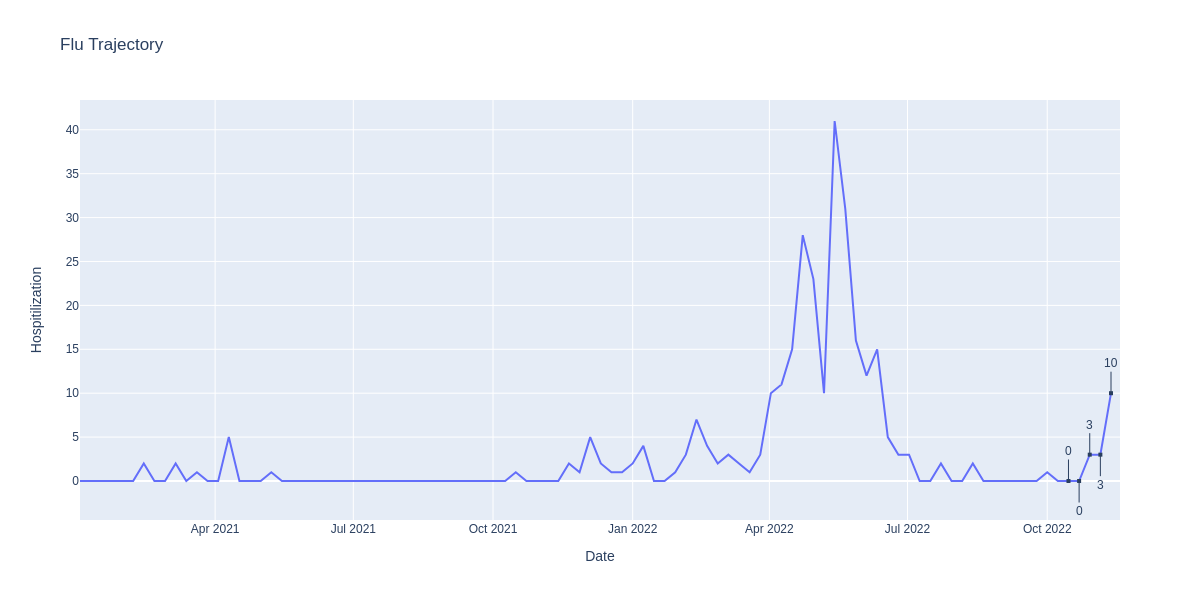 Flu Trajectory
40
35
30
25
20
15
10
5
0
Hospitilization
10
3
0
3
0
Apr 2021
Jul 2021
Oct 2021
Jan 2022
Apr 2022
Jul 2022
Oct 2022
Date